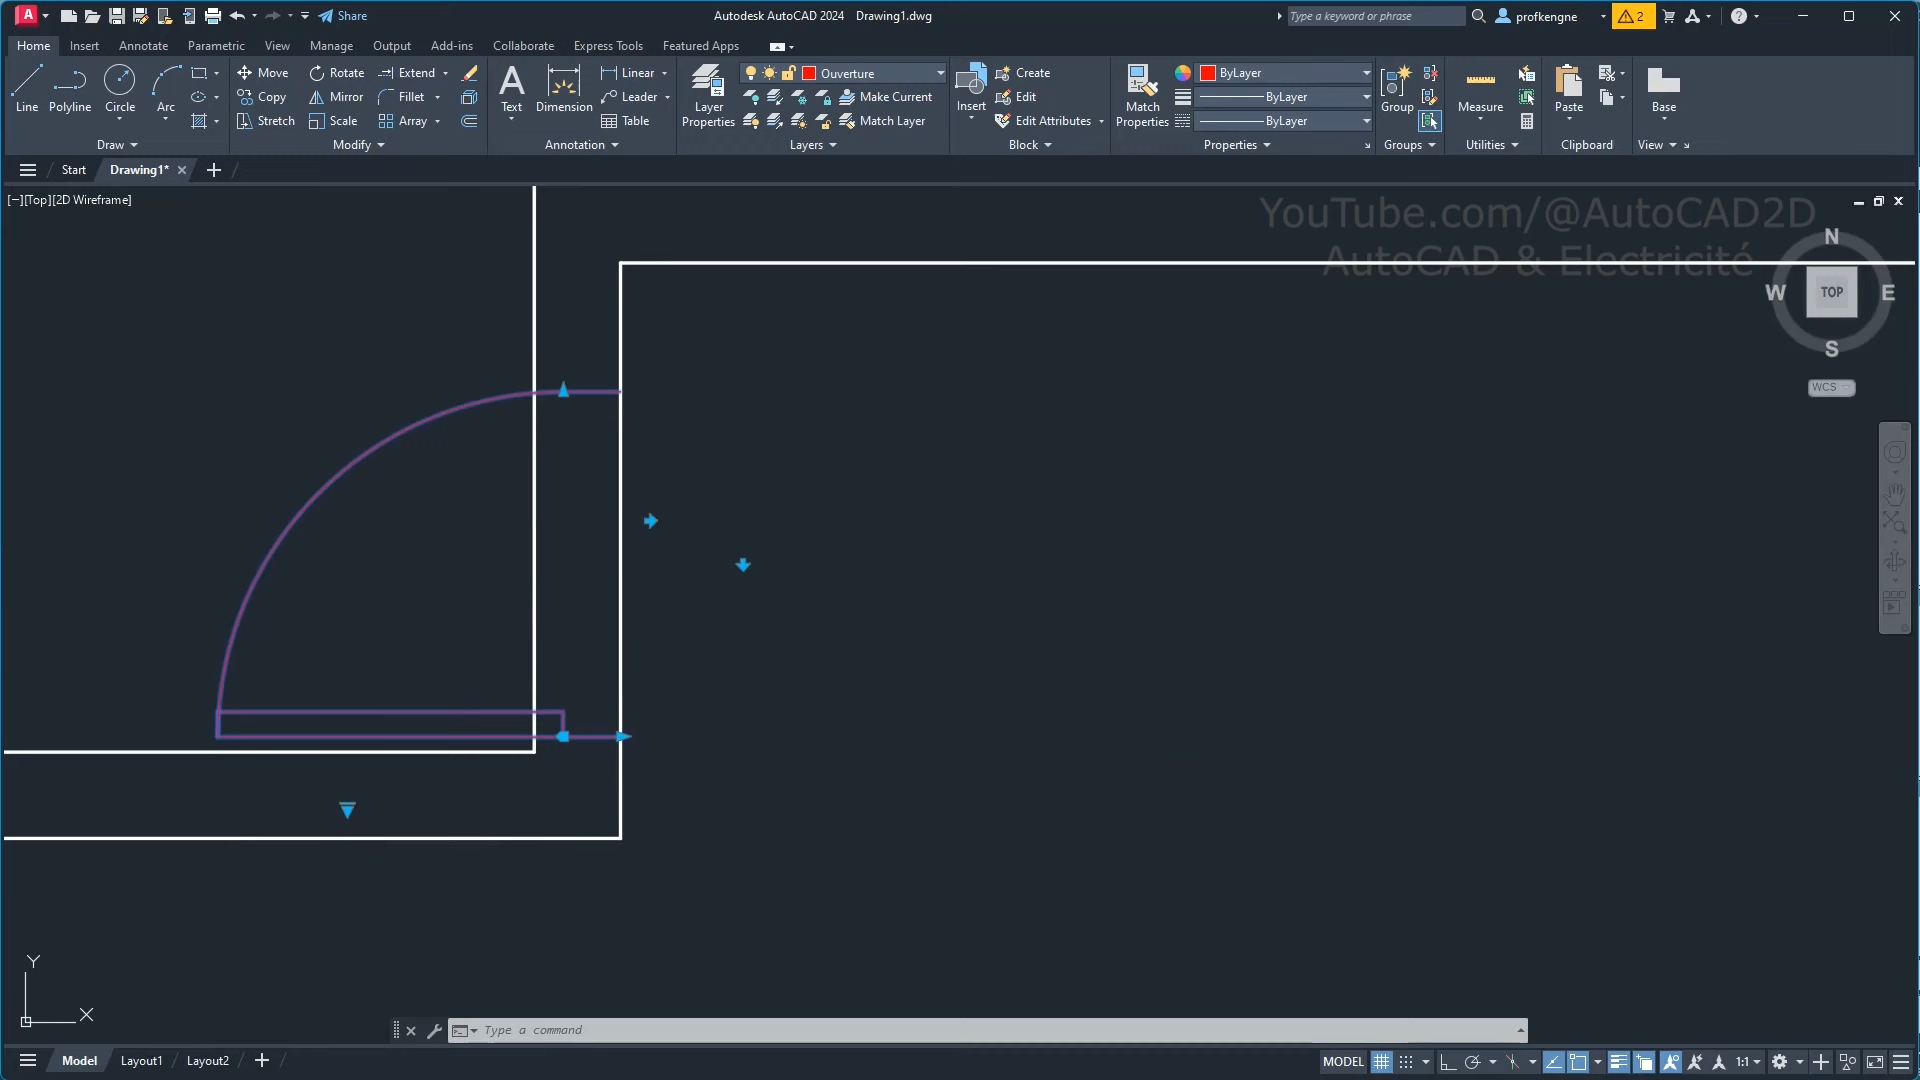 A Share Autodesk AutoCAD 2024 Drawing1.dwg Type a keyword or phrase profkengne 2
Home Insert Annotate Parametric View Manage Output Add-ins Collaborate Express Tools Featured Apps
Line Polyline Circle Arc
Draw
Move Rotate Extend
Copy Mirror Fillet
Stretch Scale Array
Modify
Text Dimension
Linear
Leader
Table
Annotation
Layer Properties
Ouverture
Make Current
Match Layer
Layers
Insert
Create
Edit
Edit Attributes
Block
Match Properties
ByLayer
ByLayer
ByLayer
Properties
Group
Groups
Measure
Utilities
Paste
Clipboard
Base
View
Start Drawing1*
[−][Top][2D Wireframe]
YouTube.com/@AutoCAD2D
AutoCAD & Electricité
N
W TOP E
S
WCS
Y
X
Type a command
Model Layout1 Layout2 MODEL 1:1